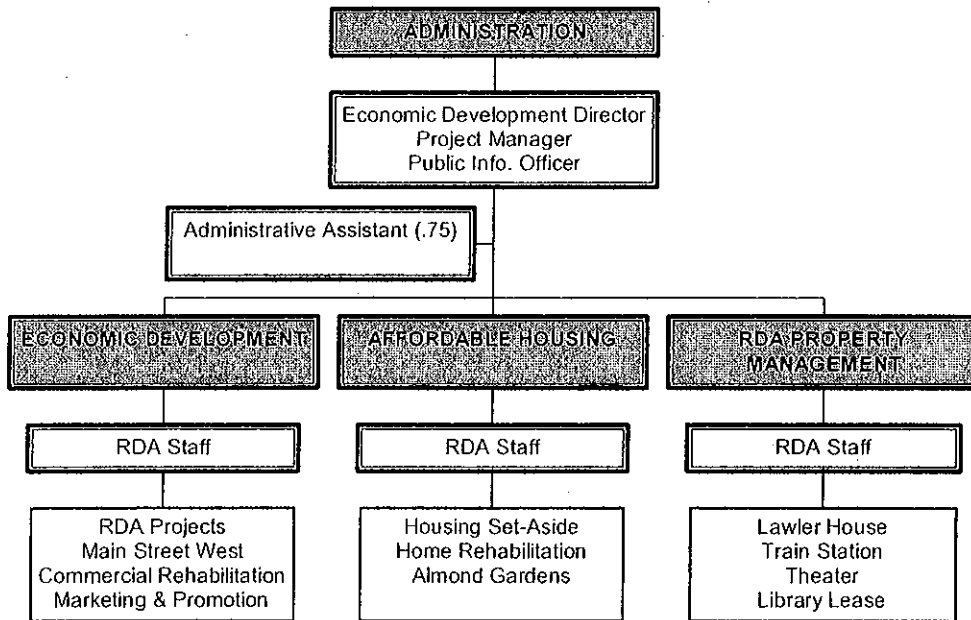 ADMINISTRATION
Economic Development Director
Project Manager
Public Info. Officer
Administrative Assistant (.75)
ECONOMIC DEVELOPMENT
AFFORDABLE HOUSING
RDA PROPERTY
MANAGEMENT
RDA Staff
RDA Staff
RDA Staff
RDA Projects
Main Street West
Commercial Rehabilitation
Marketing & Promotion
Housing Set-Aside
Home Rehabilitation
Almond Gardens
Lawler House
Train Station
Theater
Library Lease